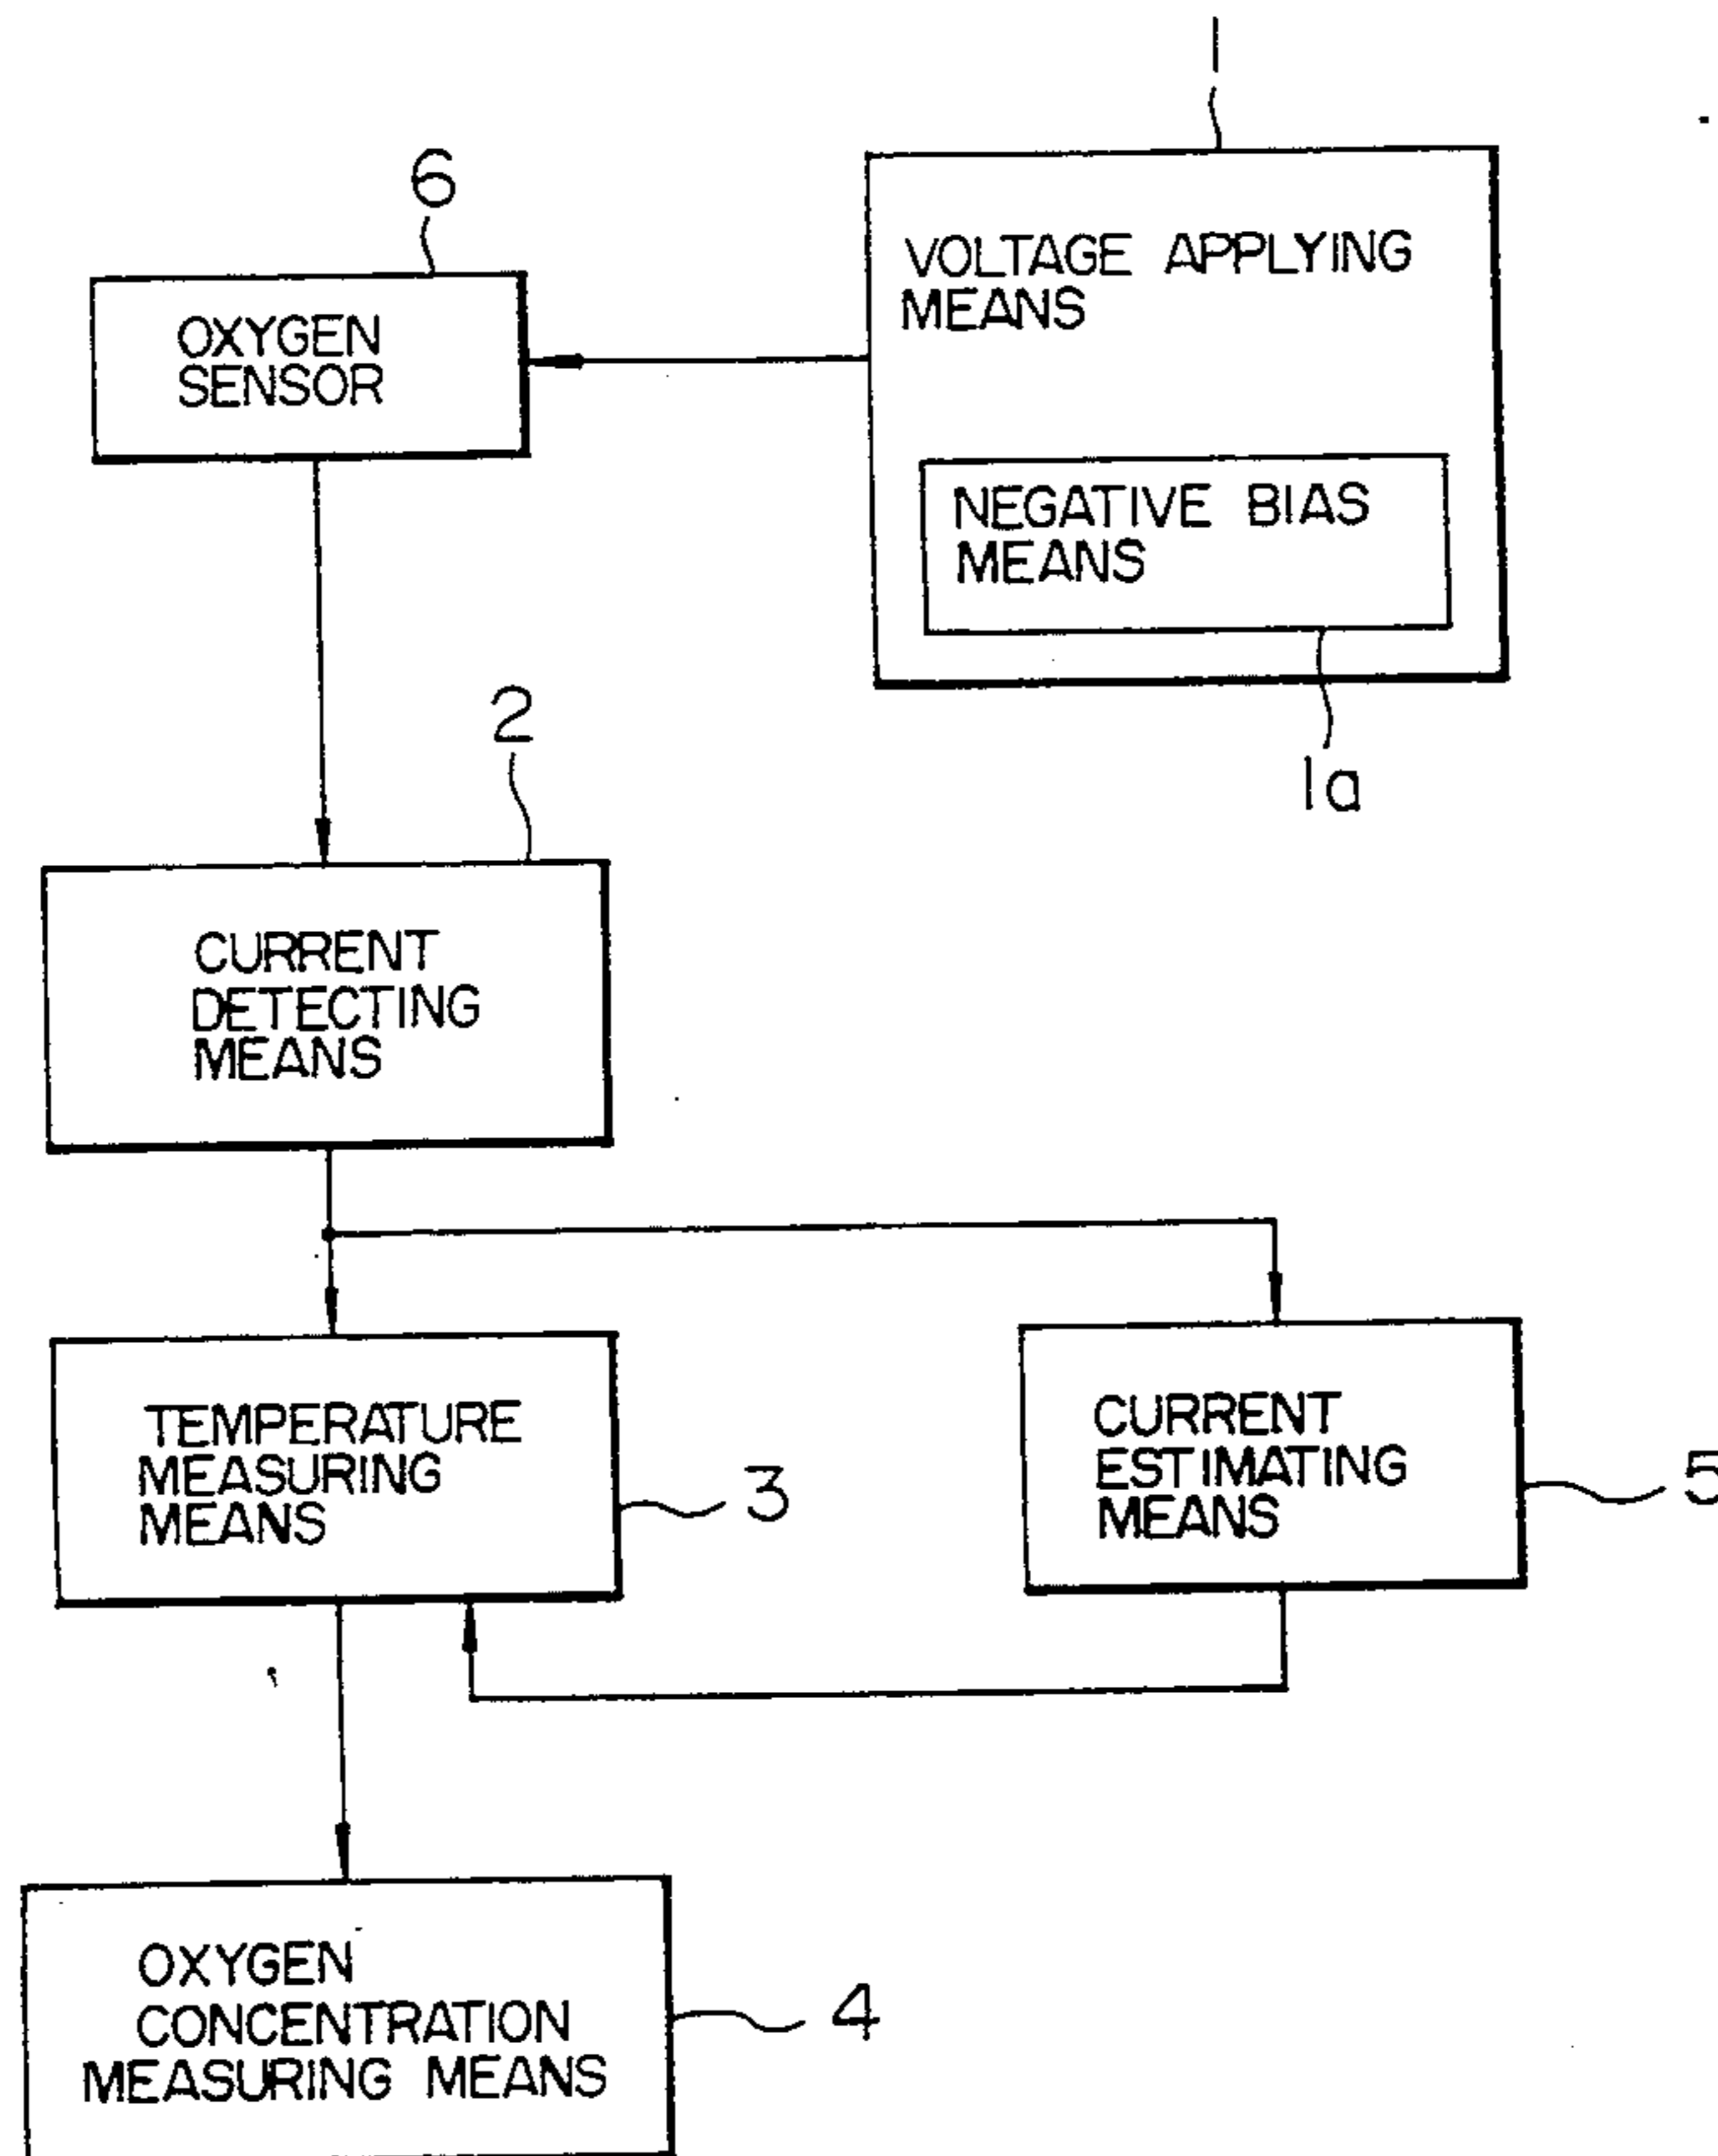 1
6
VOLTAGE APPLYING
MEANS
OXYGEN
SENSOR
NEGATIVE BIAS
MEANS
1a
2
CURRENT
DETECTING
MEANS
TEMPERATURE
MEASURING
MEANS
3
CURRENT
ESTIMATING
MEANS
5
OXYGEN
CONCENTRATION
MEASURING MEANS
4